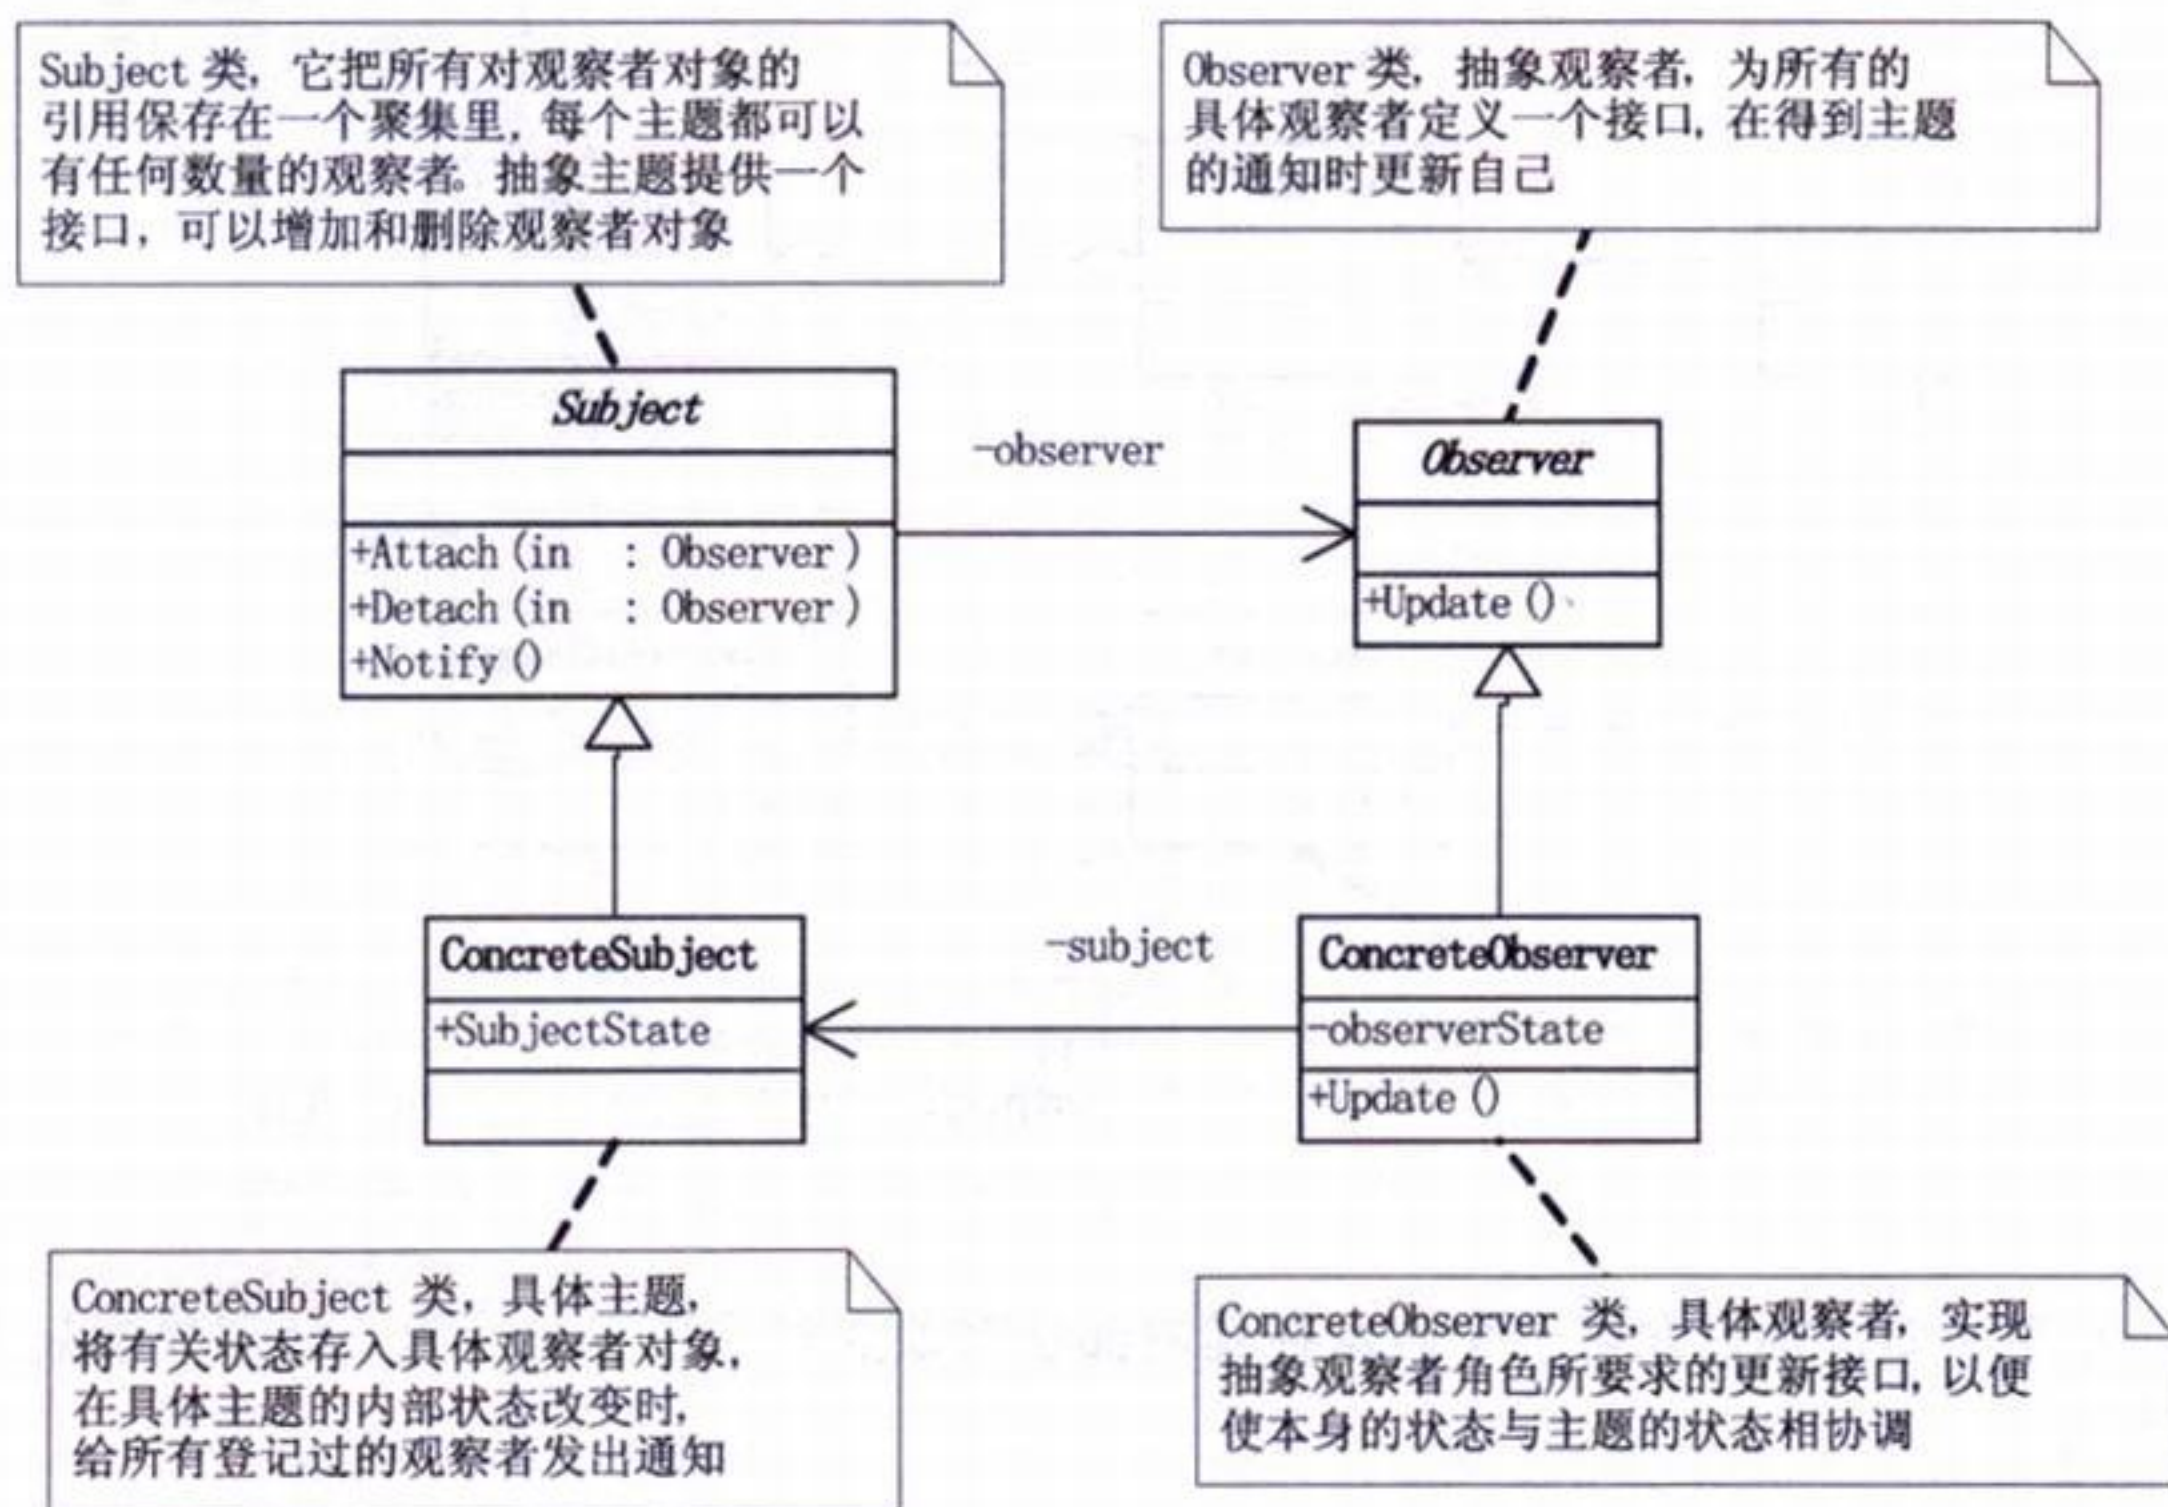 Subject 类，它把所有对观察者对象的
引用保存在一个聚集里，每个主题都可以
有任何数量的观察者。抽象主题提供一个
接口，可以增加和删除观察者对象
Observer 类，抽象观察者，为所有的
具体观察者定义一个接口，在得到主题
的通知时更新自己
Subject
+Attach(in : Observer)
+Detach(in : Observer)
+Notify()
-observer
Observer
+Update()
ConcreteSubject
+SubjectState
-subject
ConcreteObserver
-observerState
+Update()
ConcreteSubject 类，具体主题，
将有关状态存入具体观察者对象，
在具体主题的内部状态改变时，
给所有登记过的观察者发出通知
ConcreteObserver 类，具体观察者，实现
抽象观察者角色所要求的更新接口，以便
使本身的状态与主题的状态相协调